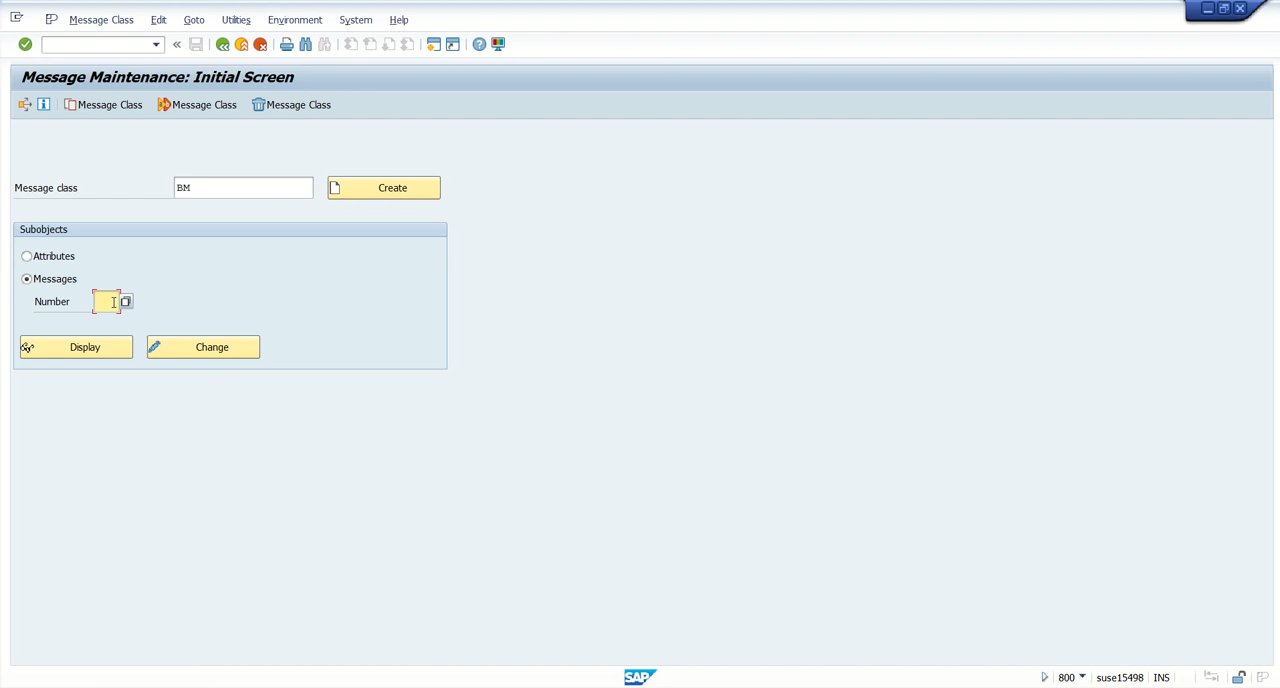 Message Class Edit Goto Utilities Environment System Help
Message Maintenance: Initial Screen
Message Class Message Class Message Class
Message class BM Create
Subobjects
Attributes
Messages
Number
Display Change
SAP 800 suse15498 INS